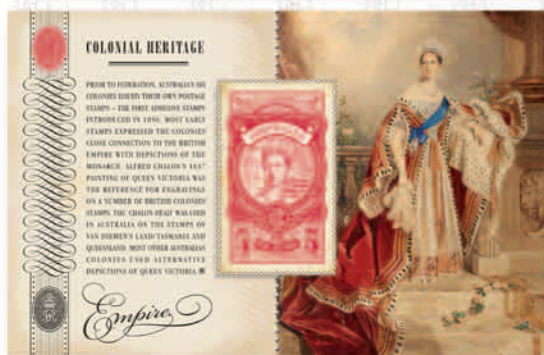 COLONIAL HERITAGE
PRIOR TO FEDERATION, AUSTRALIA'S SIX
COLONIES ISSUED THEIR OWN POSTAGE
STAMPS – THE FIRST ADHESIVE STAMPS
INTRODUCED IN 1850. MOST EARLY
STAMPS EXPRESSED THE COLONIES
CLOSE CONNECTION TO THE BRITISH
EMPIRE WITH DEPICTIONS OF THE
MONARCH. ALFRED CHALON'S 1837
PAINTING OF QUEEN VICTORIA WAS
THE REFERENCE FOR ENGRAVINGS
ON A NUMBER OF BRITISH COLONIES'
STAMPS. THE CHALON HEAD WAS USED
IN AUSTRALIA ON THE STAMPS OF
VAN DIEMEN'S LAND/TASMANIA AND
QUEENSLAND. MOST OTHER AUSTRALIAN
COLONIES USED ALTERNATIVE
DEPICTIONS OF QUEEN VICTORIA.
Empire